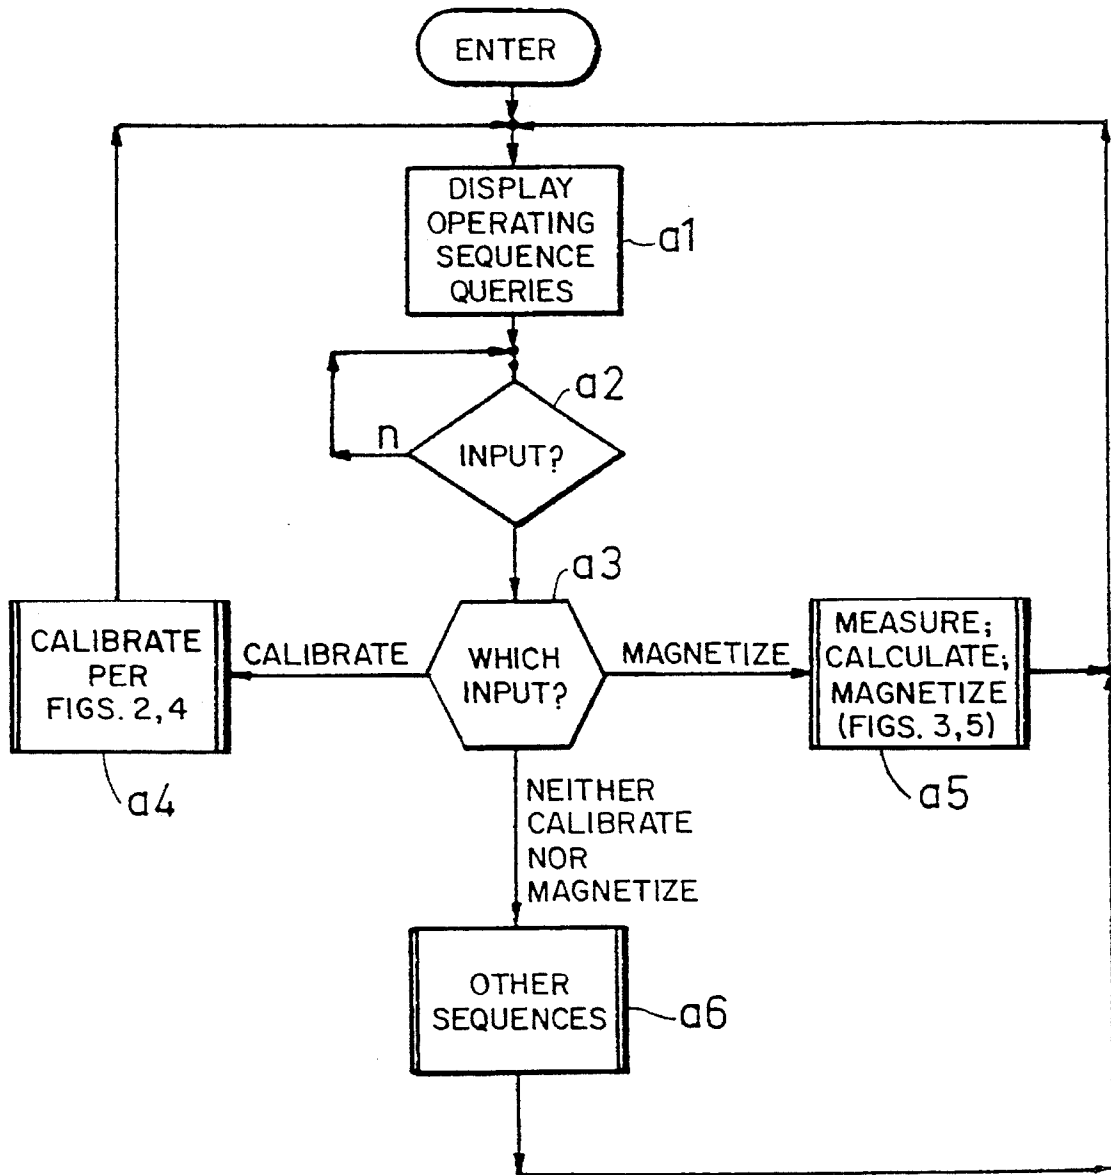 ENTER
DISPLAY
OPERATING
SEQUENCE
QUERIES
a1
a2
n
INPUT?
a3
CALIBRATE
PER
FIGS. 2,4
CALIBRATE
WHICH
INPUT?
MAGNETIZE
MEASURE;
CALCULATE;
MAGNETIZE
(FIGS. 3,5)
a4
a5
NEITHER
CALIBRATE
NOR
MAGNETIZE
OTHER
SEQUENCES
a6